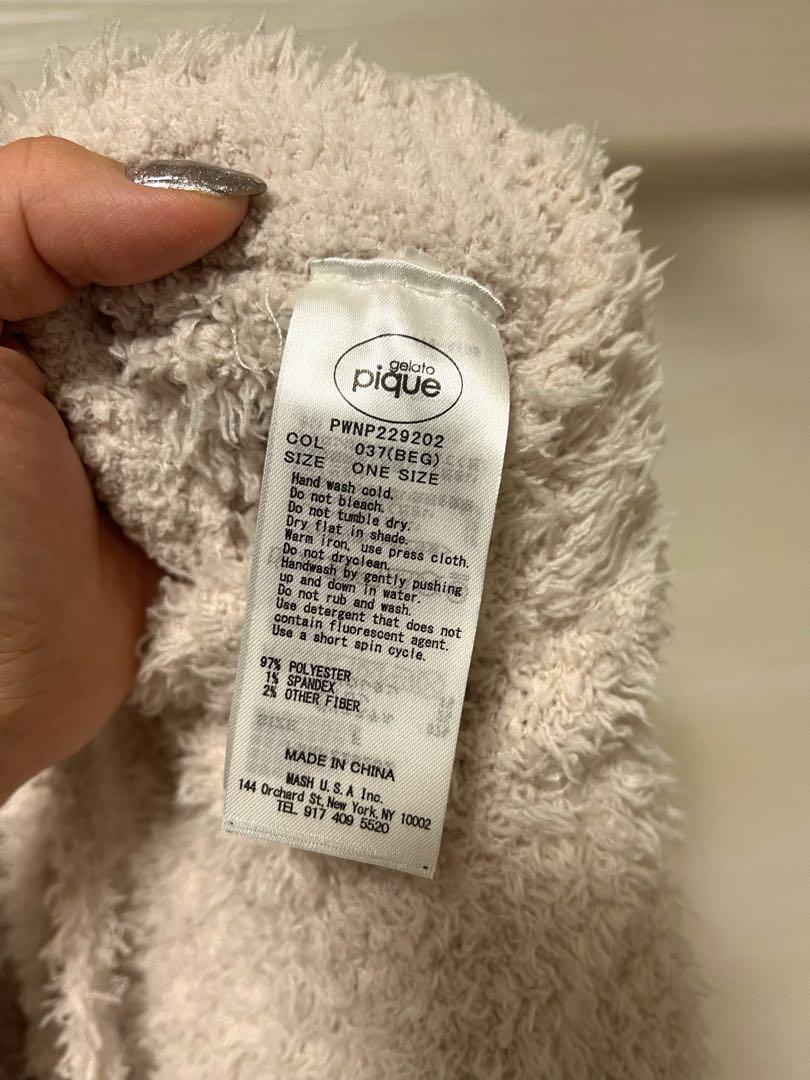 gelato
pique
PWNP229202
COL 037(BEG)
SIZE ONE SIZE
Hand wash cold.
Do not bleach.
Do not tumble dry.
Dry flat in shade.
Warm iron, use press cloth.
Do not dryclean.
Handwash by gently pushing
up and down in water.
Do not rub and wash.
Use detergent that does not
contain fluorescent agent.
Use a short spin cycle.
97% POLYESTER
1% SPANDEX
2% OTHER FIBER
MADE IN CHINA
MASH U.S.A Inc.
144 Orchard St, New York, NY 10002
TEL 917 409 5520